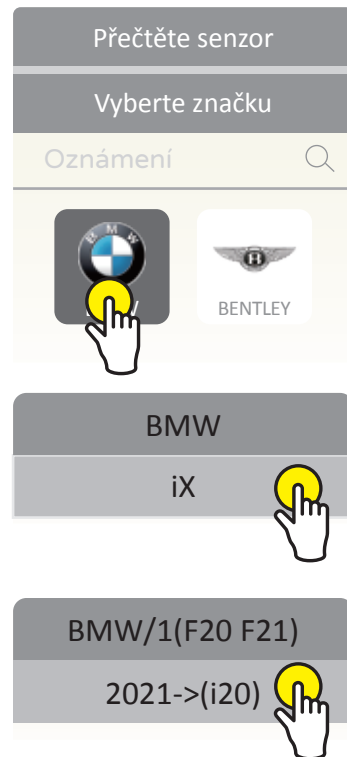 Přečtěte senzor
Vyberte značku
Oznámení
BENTLEY
BMW
iX
BMW/1(F20 F21)
2021->(i20)